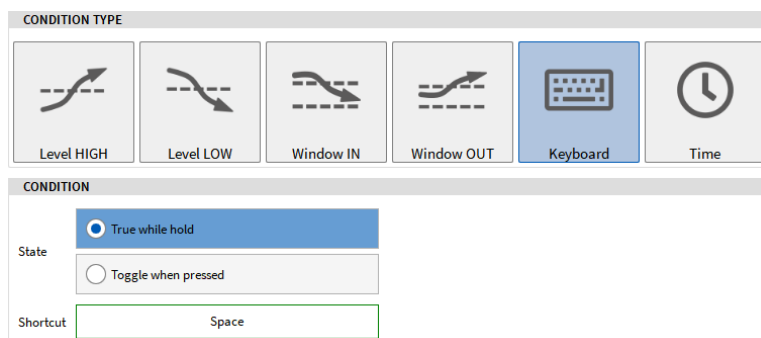 CONDITION TYPE
Level HIGH Level LOW Window IN Window OUT Keyboard Time
CONDITION
State
True while hold
Toggle when pressed
Shortcut Space